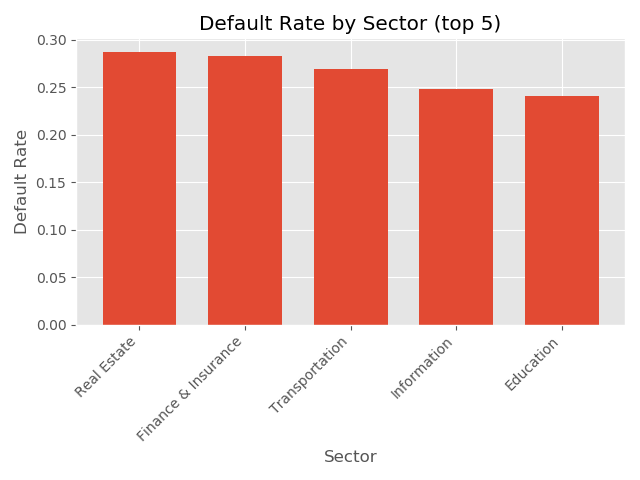 Default Rate by Sector (top 5)
0.30
0.25
0.20
0.15
0.10
0.05
0.00
Default Rate
Real Estate
Finance & Insurance
Transportation
Information
Education
Sector